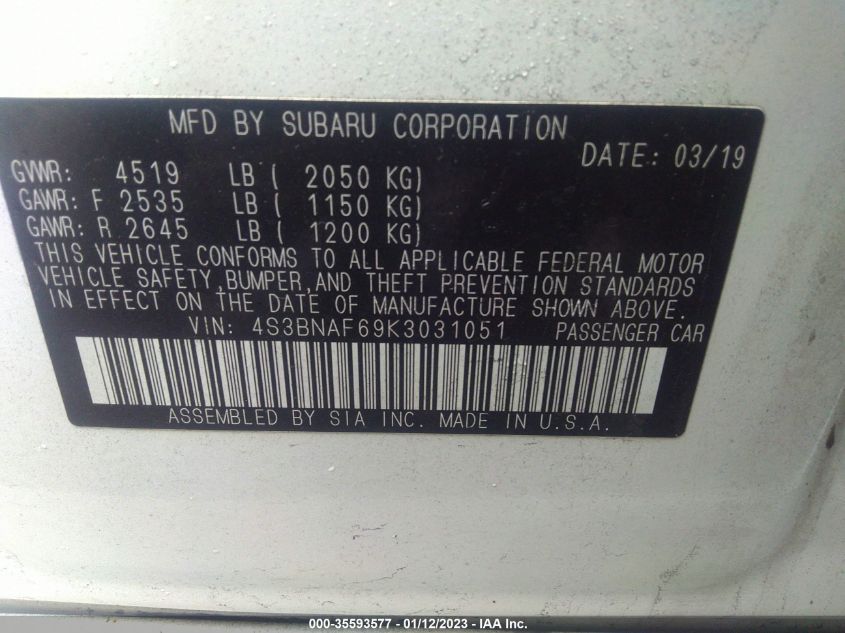 MFD BY SUBARU CORPORATION
DATE: 03/19
GVWR: 4519 LB ( 2050 KG)
GAWR: F 2535 LB ( 1150 KG)
GAWR: R 2645 LB ( 1200 KG)
THIS VEHICLE CONFORMS TO ALL APPLICABLE FEDERAL MOTOR
VEHICLE SAFETY, BUMPER, AND THEFT PREVENTION STANDARDS
IN EFFECT ON THE DATE OF MANUFACTURE SHOWN ABOVE.
VIN: 4S3BNAF69K3031051 PASSENGER CAR
ASSEMBLED BY SIA INC. MADE IN U.S.A.
000-35593577 - 01/12/2023 - IAA Inc.